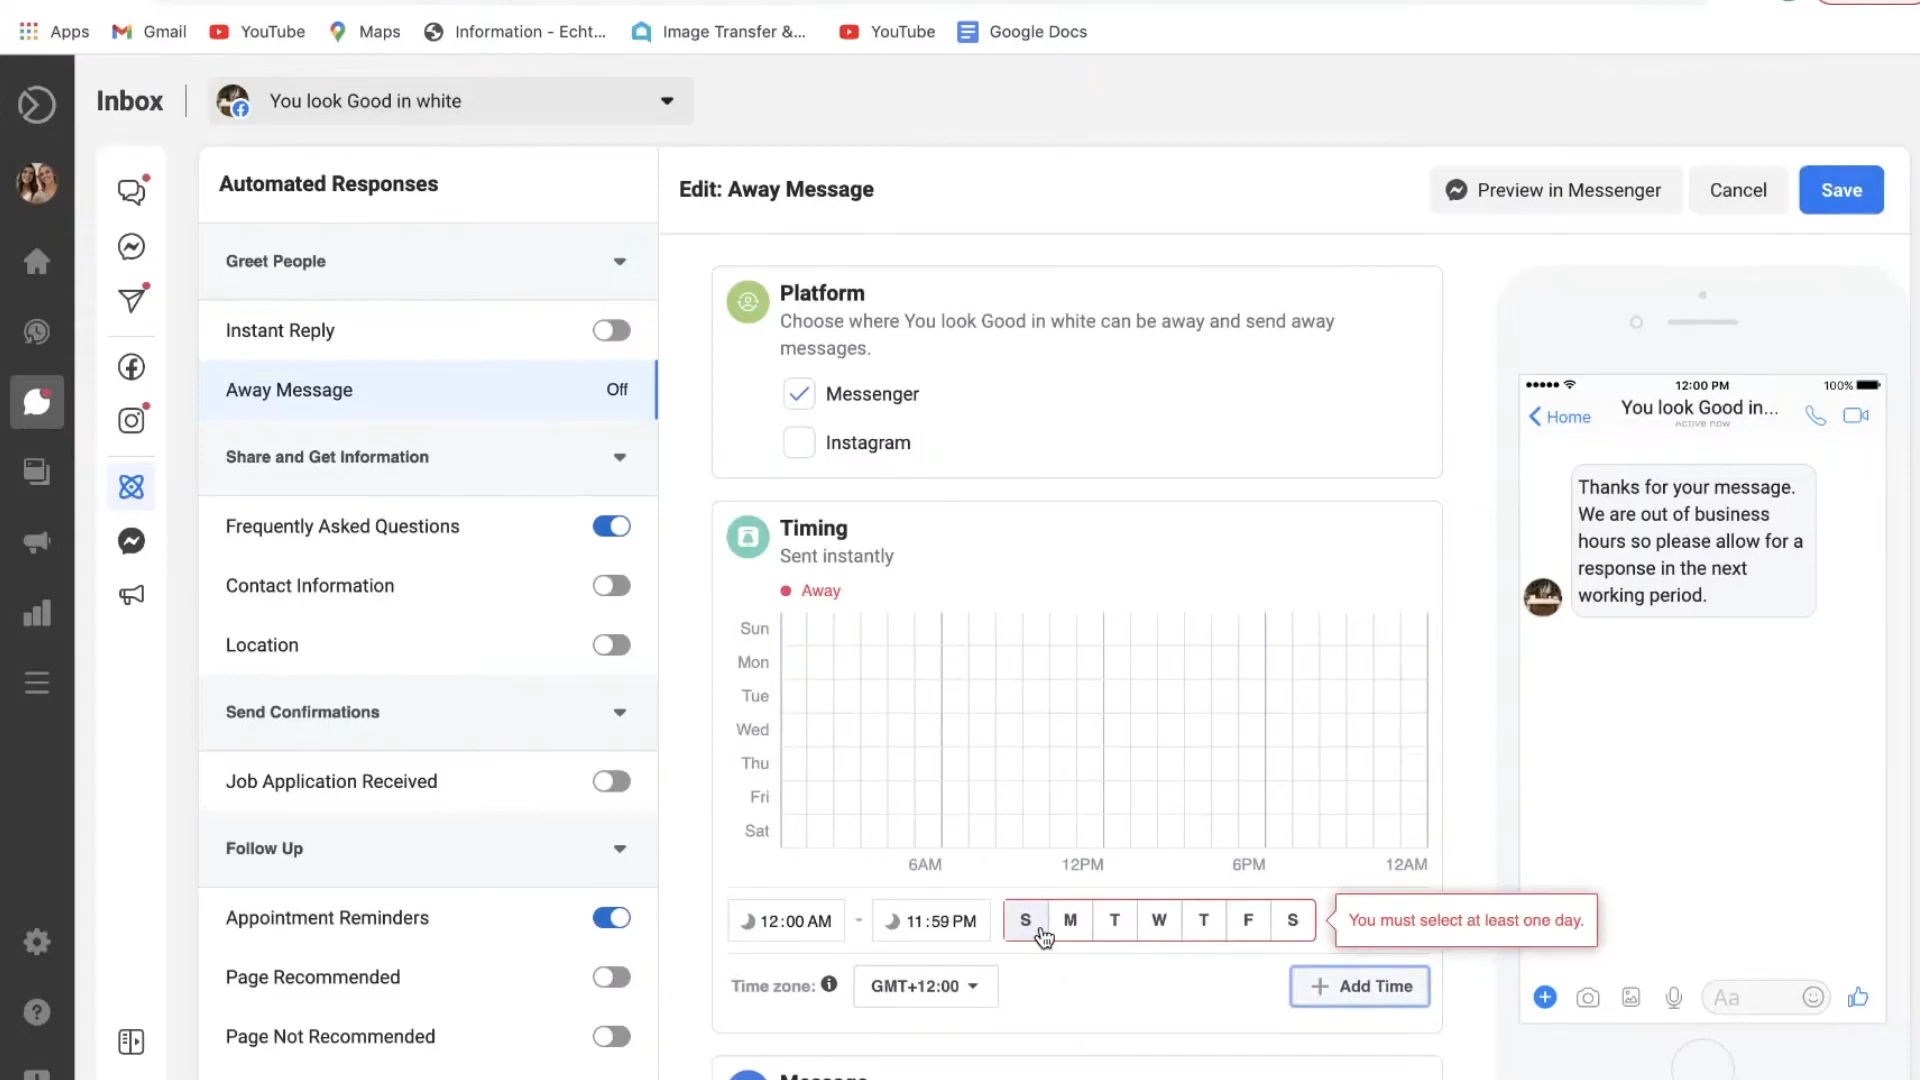 Apps
Gmail
YouTube
Maps
Information - Echt...
Image Transfer &...
YouTube
Google Docs
Inbox
You look Good in white
Automated Responses
Greet People
Instant Reply
Away Message
Off
Share and Get Information
Frequently Asked Questions
Contact Information
Location
Send Confirmations
Job Application Received
Follow Up
Appointment Reminders
Page Recommended
Page Not Recommended
Edit: Away Message
Preview in Messenger
Cancel
Save
Platform
Choose where You look Good in white can be away and send away
messages.
Messenger
Instagram
Timing
Sent instantly
Away
Sun
Mon
Tue
Wed
Thu
Fri
Sat
6AM
12PM
6PM
12AM
12:00 AM
-
11:59 PM
S
M
T
W
T
F
S
You must select at least one day.
Time zone:
GMT+12:00
+ Add Time
12:00 PM
100%
Home
You look Good in...
Active now
Thanks for your message.
We are out of business
hours so please allow for a
response in the next
working period.
Aa
Message